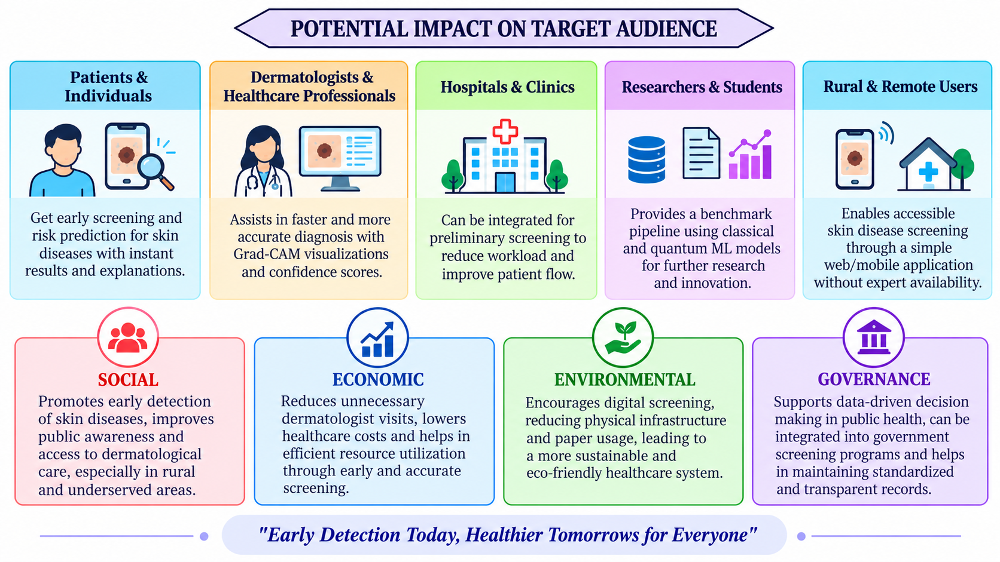 POTENTIAL IMPACT ON TARGET AUDIENCE
Patients &
Individuals
Get early screening and
risk prediction for skin
diseases with instant
results and explanations.
Dermatologists &
Healthcare Professionals
Assists in faster and more
accurate diagnosis with
Grad-CAM visualizations
and confidence scores.
Hospitals & Clinics
Can be integrated for
preliminary screening to
reduce workload and
improve patient flow.
Researchers & Students
Provides a benchmark
pipeline using classical
and quantum ML models
for further research
and innovation.
Rural & Remote Users
Enables accessible
skin disease screening
through a simple
web/mobile application
without expert availability.
SOCIAL
Promotes early detection
of skin diseases, improves
public awareness and
access to dermatological
care, especially in rural
and underserved areas.
ECONOMIC
Reduces unnecessary
dermatologist visits, lowers
healthcare costs and helps in
efficient resource utilization
through early and accurate
screening.
ENVIRONMENTAL
Encourages digital screening,
reducing physical infrastructure
and paper usage, leading to
a more sustainable and
eco-friendly healthcare system.
GOVERNANCE
Supports data-driven decision
making in public health, can be
integrated into government
screening programs and helps
in maintaining standardized
and transparent records.
"Early Detection Today, Healthier Tomorrows for Everyone"